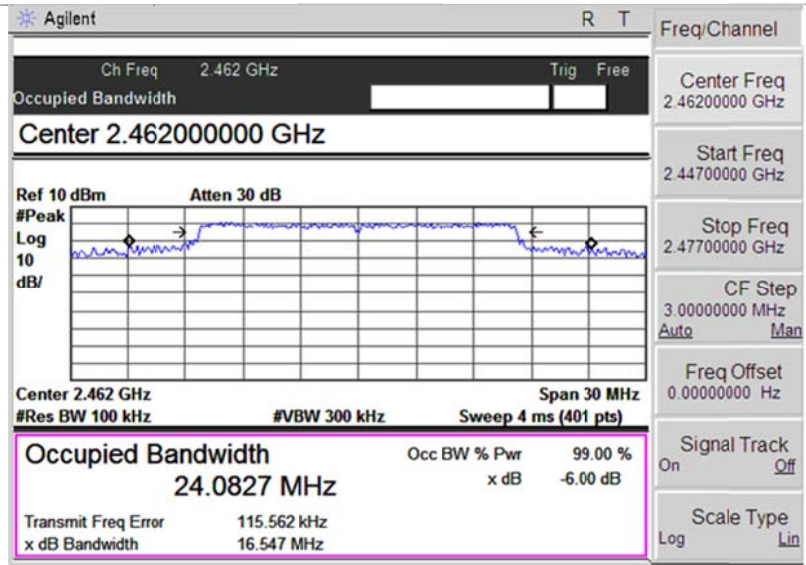 Agilent R T
Freq/Channel
Ch Freq 2.462 GHz Trig Free
Occupied Bandwidth
Center 2.462000000 GHz
Ref 10 dBm Atten 30 dB
#Peak
Log
10
dB/
Center 2.462 GHz Span 30 MHz
#Res BW 100 kHz #VBW 300 kHz Sweep 4 ms (401 pts)
Occupied Bandwidth
24.0827 MHz
Occ BW % Pwr 99.00 %
x dB -6.00 dB
Transmit Freq Error 115.562 kHz
x dB Bandwidth 16.547 MHz
Center Freq
2.46200000 GHz
Start Freq
2.44700000 GHz
Stop Freq
2.47700000 GHz
CF Step
3.00000000 MHz
Auto Man
Freq Offset
0.00000000 Hz
Signal Track
On Off
Scale Type
Log Lin